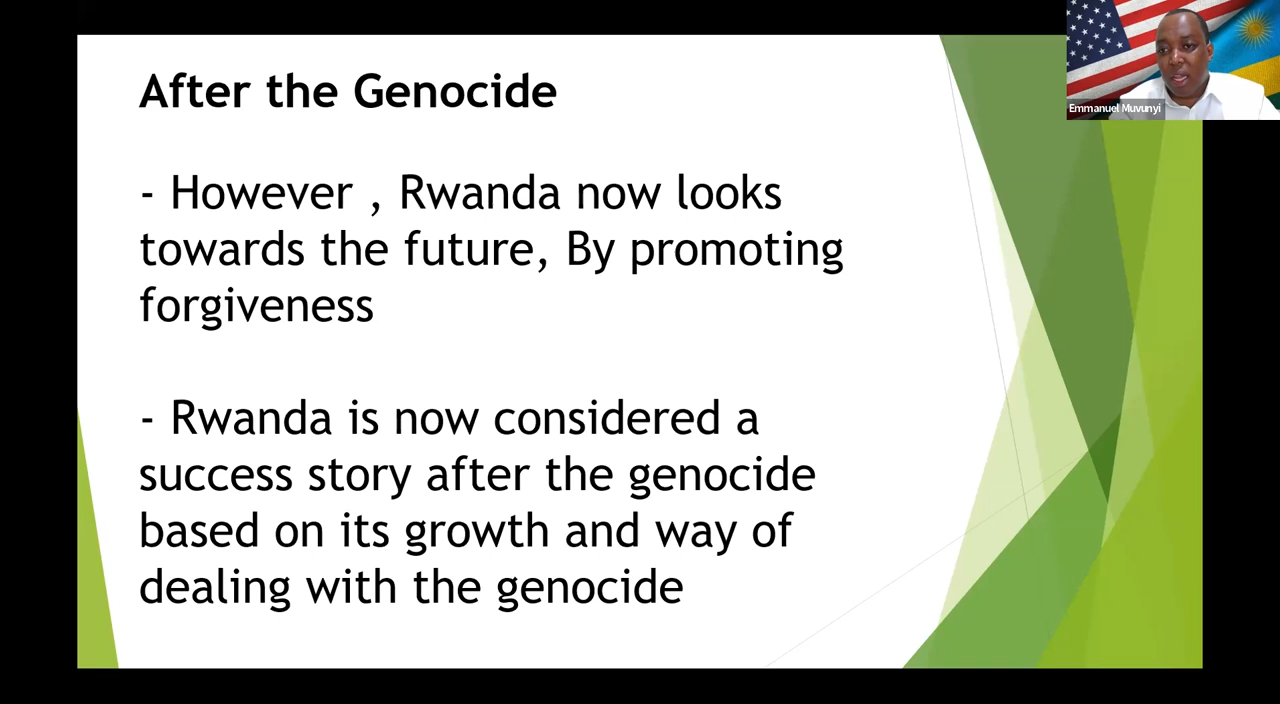 After the Genocide
- However , Rwanda now looks
towards the future, By promoting
forgiveness
- Rwanda is now considered a
success story after the genocide
based on its growth and way of
dealing with the genocide
Emmanuel Muvunyi